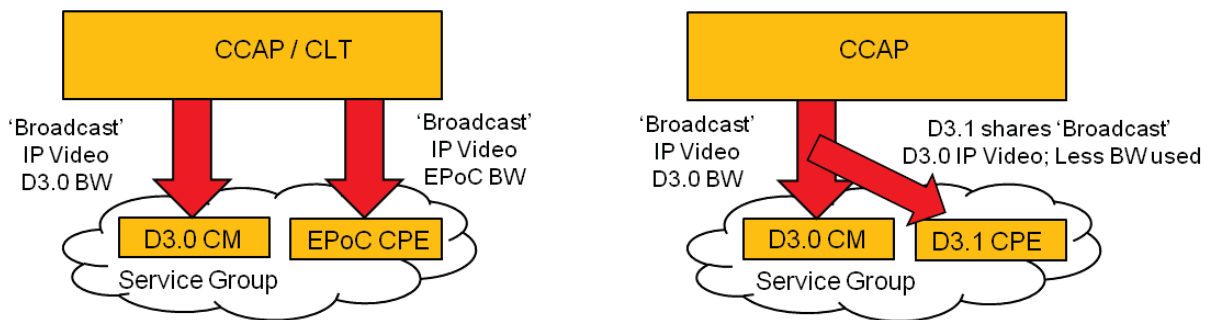 CCAP / CLT
‘Broadcast’
IP Video
D3.0 BW
‘Broadcast’
IP Video
EPoC BW
D3.0 CM
EPoC CPE
Service Group
CCAP
‘Broadcast’
IP Video
D3.0 BW
D3.1 shares ‘Broadcast’
D3.0 IP Video; Less BW used
D3.0 CM
D3.1 CPE
Service Group